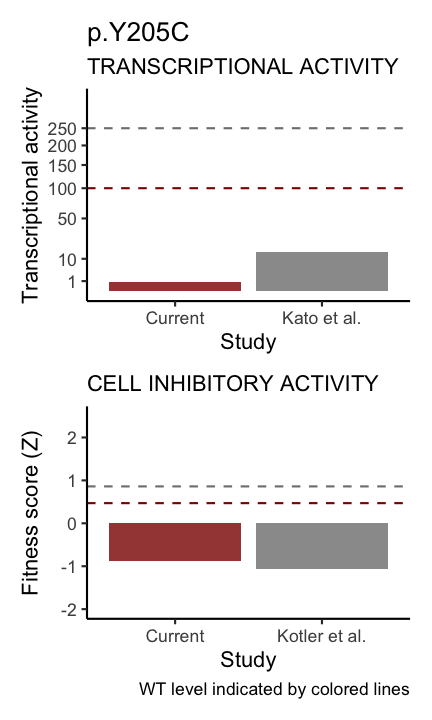 p.Y205C
TRANSCRIPTIONAL ACTIVITY
Transcriptional activity
250
200
150
100
50
10
1
Current
Kato et al.
Study
CELL INHIBITORY ACTIVITY
Fitness score (Z)
2
1
0
-1
-2
Current
Kotler et al.
Study
WT level indicated by colored lines